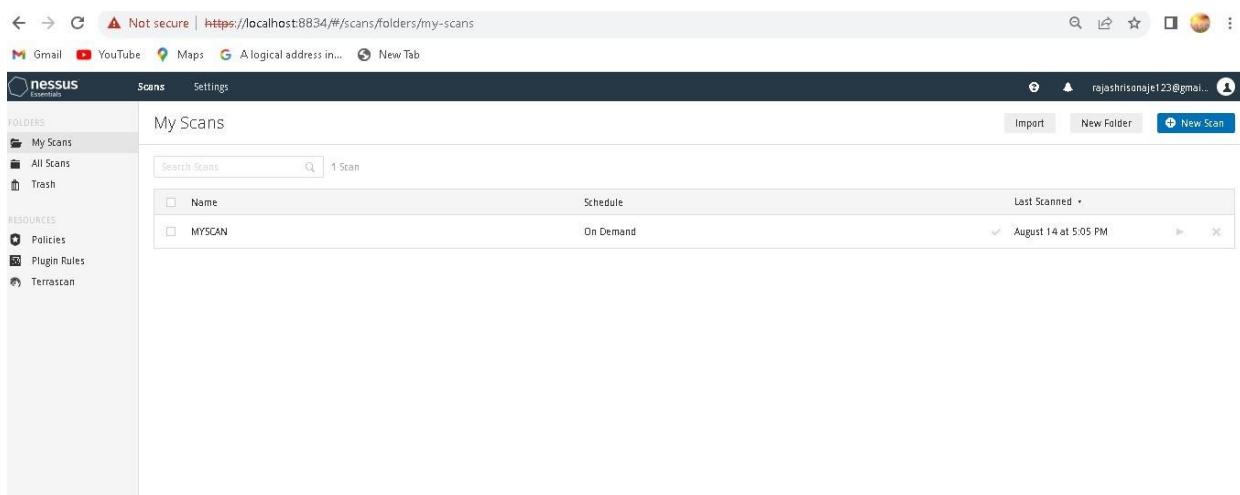 Not secure | https://localhost:8834/#/scans/folders/my-scans
Gmail YouTube Maps A logical address in... New Tab
nessus Essentials Scans Settings rajashrisonaje123@gmai...
FOLDERS
My Scans
All Scans
Trash
RESOURCES
Policies
Plugin Rules
Terrascan
My Scans
Import New Folder New Scan
Search Scans 1 Scan
Name Schedule Last Scanned
MYSCAN On Demand August 14 at 5:05 PM